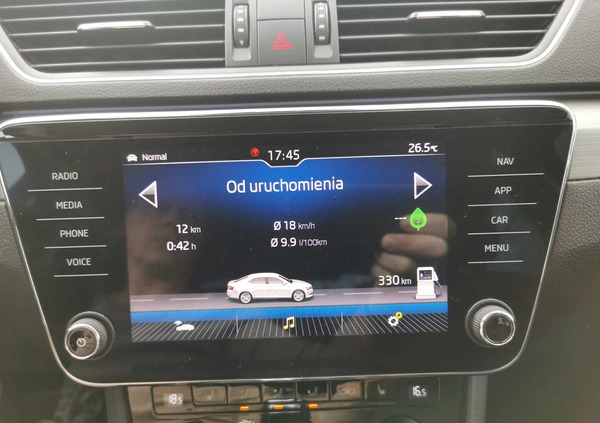 Normal
17:45
26.5°C
RADIO
MEDIA
PHONE
VOICE
NAV
APP
CAR
MENU
Od uruchomienia
12 km
0:42 h
Ø 18 km/h
Ø 9.9 l/100km
---
330 km
18.5
16.5